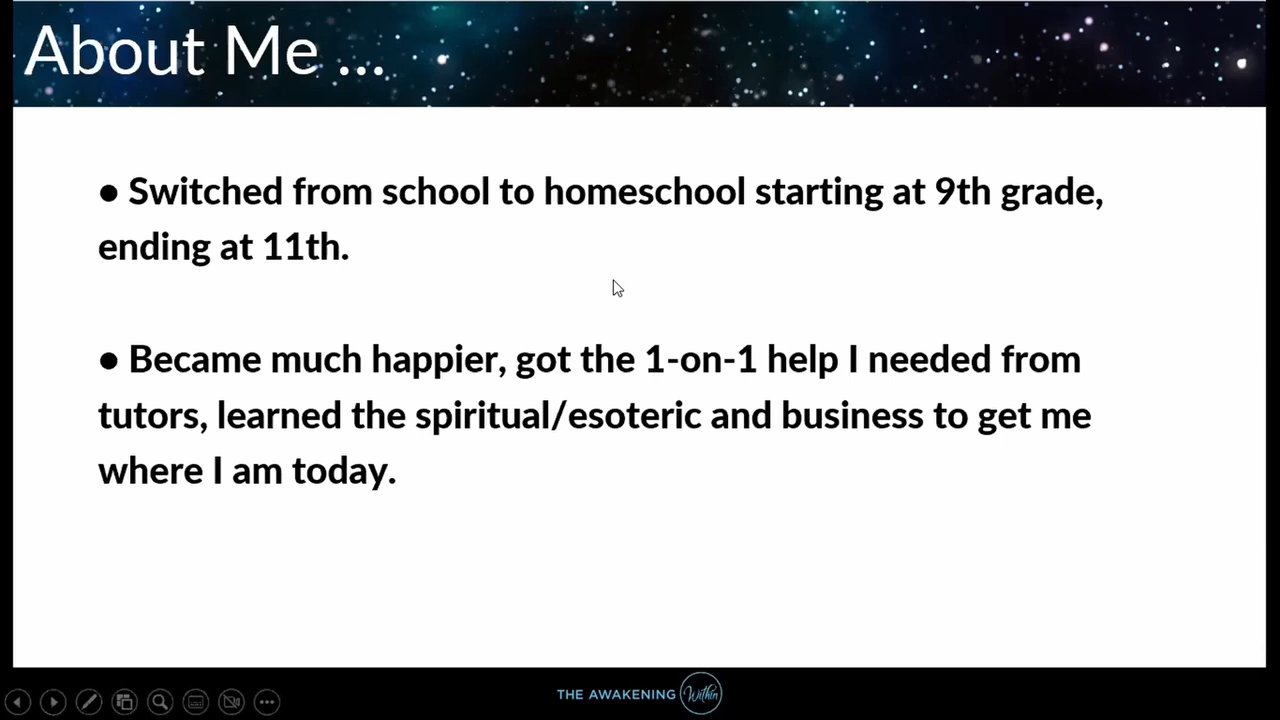 About Me ...
● Switched from school to homeschool starting at 9th grade,
ending at 11th.
● Became much happier, got the 1-on-1 help I needed from
tutors, learned the spiritual/esoteric and business to get me
where I am today.
THE AWAKENING Within